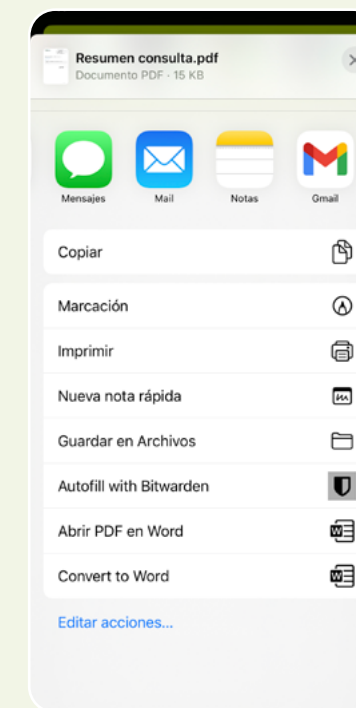 Resumen consulta.pdf
Documento PDF · 15 KB
Mensajes Mail Notas Gmail
Copiar
Marcación
Imprimir
Nueva nota rápida
Guardar en Archivos
Autofill with Bitwarden
Abrir PDF en Word
Convert to Word
Editar acciones...